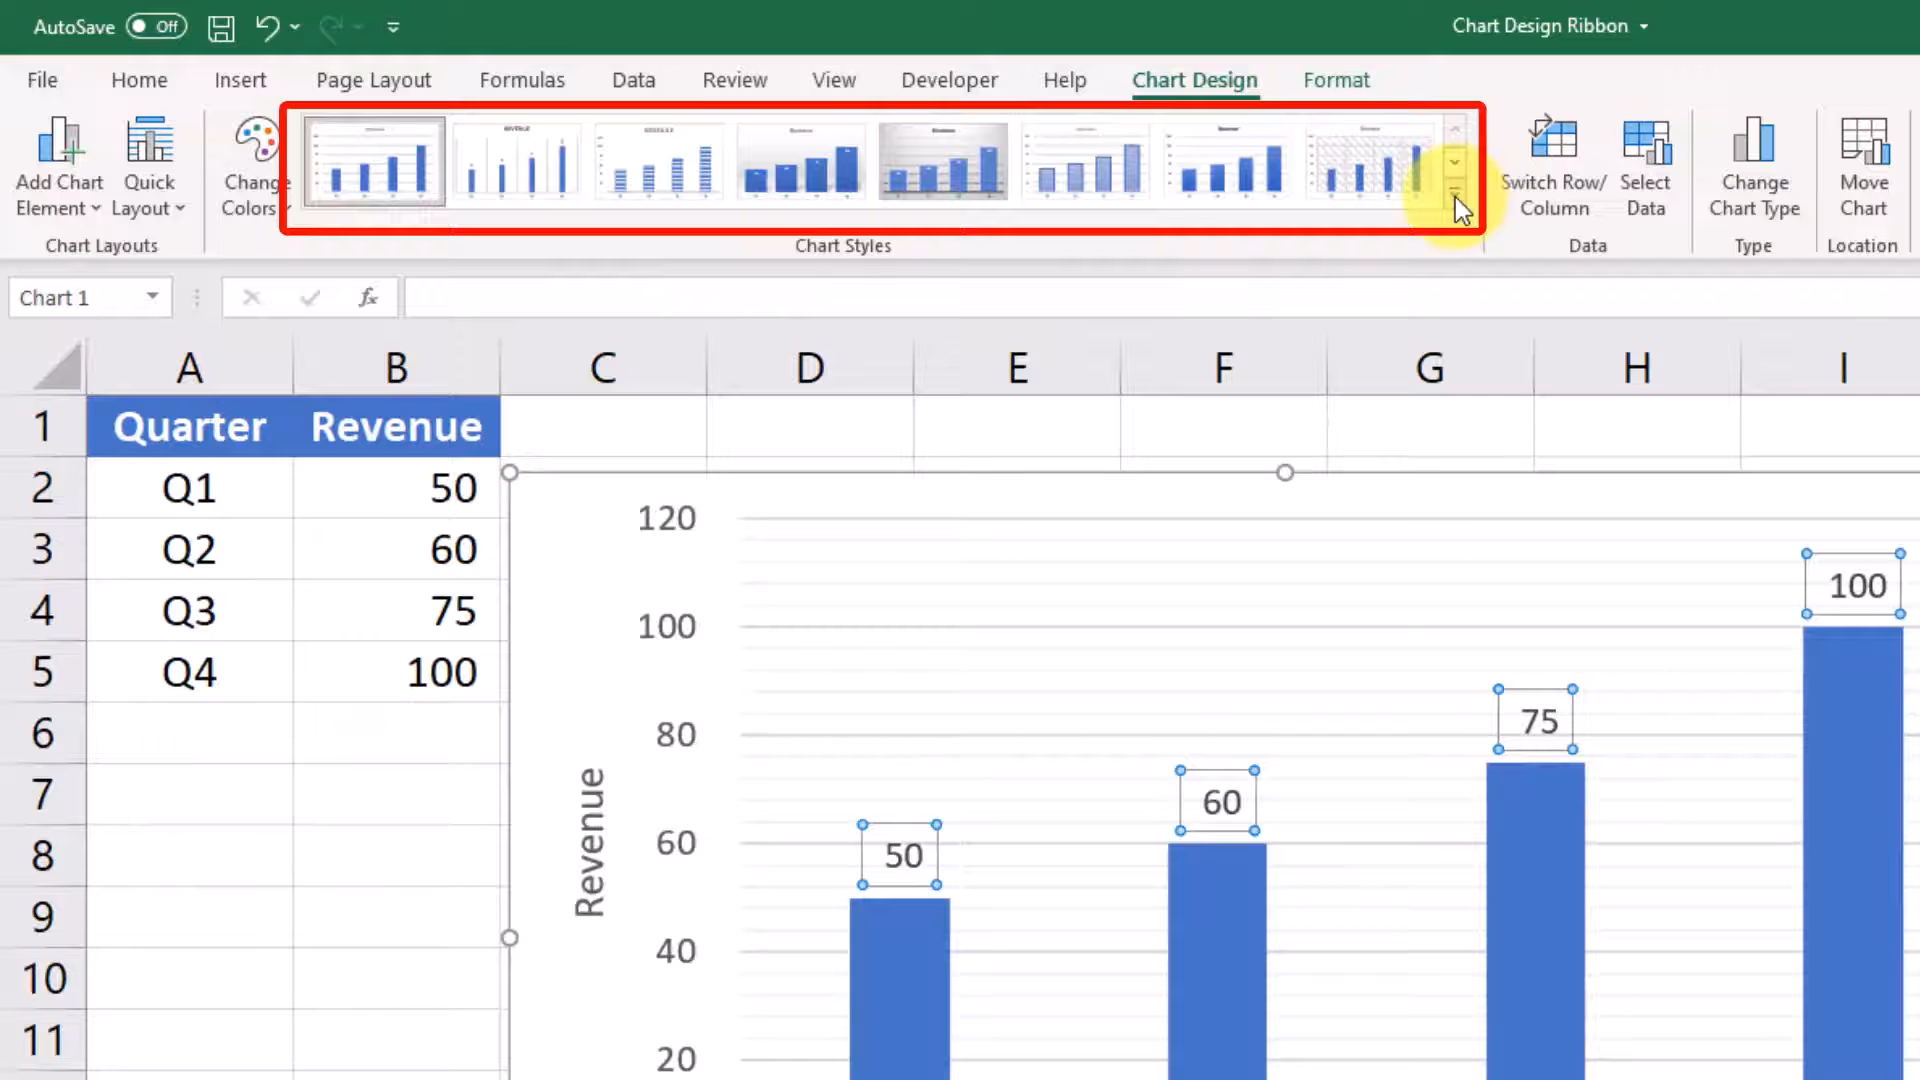 AutoSave Off
Chart Design Ribbon
File Home Insert Page Layout Formulas Data Review View Developer Help Chart Design Format
Add Chart Element
Quick Layout
Change Colors
Switch Row/ Column
Select Data
Change Chart Type
Move Chart
Chart Layouts Chart Styles Data Type Location
Chart 1 fx
A B C D E F G H I
1 Quarter Revenue
2 Q1 50
3 Q2 60
4 Q3 75
5 Q4 100
6
7
8
9
10
11
Revenue
120
100
80
60
40
20
50
60
75
100